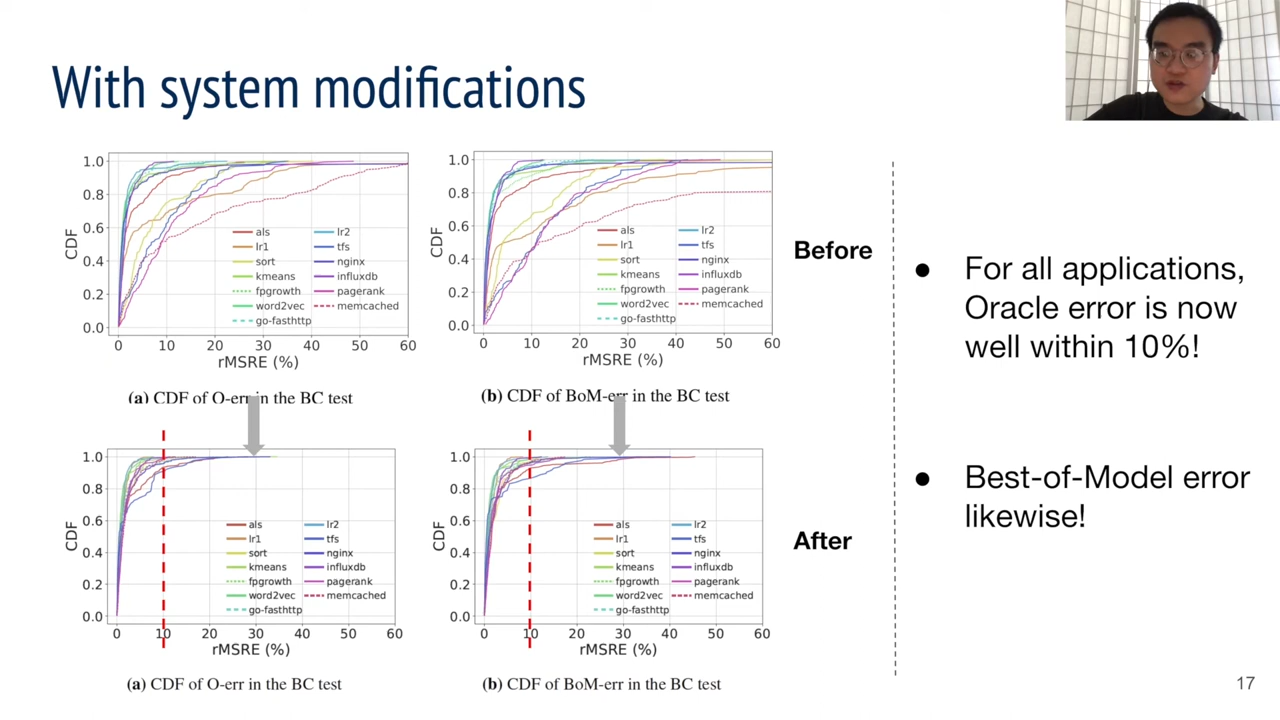 With system modifications
1.0
0.8
0.6
0.4
0.2
0.0
CDF
0 10 20 30 40 50 60
rMSRE (%)
als
lr1
sort
kmeans
fpgrowth
word2vec
go-fasthttp
lr2
tfs
nginx
influxdb
pagerank
memcached
(a) CDF of O-err in the BC test
1.0
0.8
0.6
0.4
0.2
0.0
CDF
0 10 20 30 40 50 60
rMSRE (%)
als
lr1
sort
kmeans
fpgrowth
word2vec
go-fasthttp
lr2
tfs
nginx
influxdb
pagerank
memcached
(b) CDF of BoM-err in the BC test
Before
1.0
0.8
0.6
0.4
0.2
0.0
CDF
0 10 20 30 40 50 60
rMSRE (%)
als
lr1
sort
kmeans
fpgrowth
word2vec
go-fasthttp
lr2
tfs
nginx
influxdb
pagerank
memcached
(a) CDF of O-err in the BC test
1.0
0.8
0.6
0.4
0.2
0.0
CDF
0 10 20 30 40 50 60
rMSRE (%)
als
lr1
sort
kmeans
fpgrowth
word2vec
go-fasthttp
lr2
tfs
nginx
influxdb
pagerank
memcached
(b) CDF of BoM-err in the BC test
After
● For all applications,
Oracle error is now
well within 10%!
● Best-of-Model error
likewise!
17